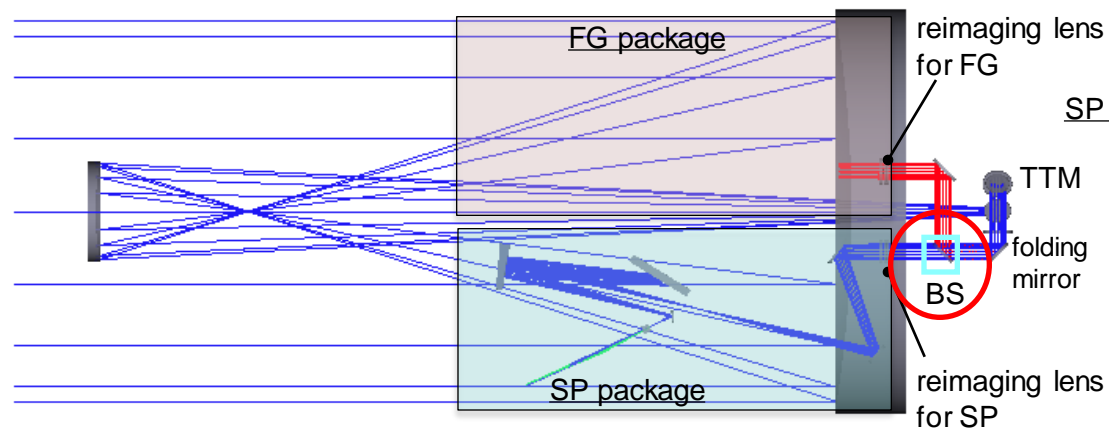 FG package
reimaging lens
for FG
SP
TTM
folding
mirror
BS
SP package
reimaging lens
for SP